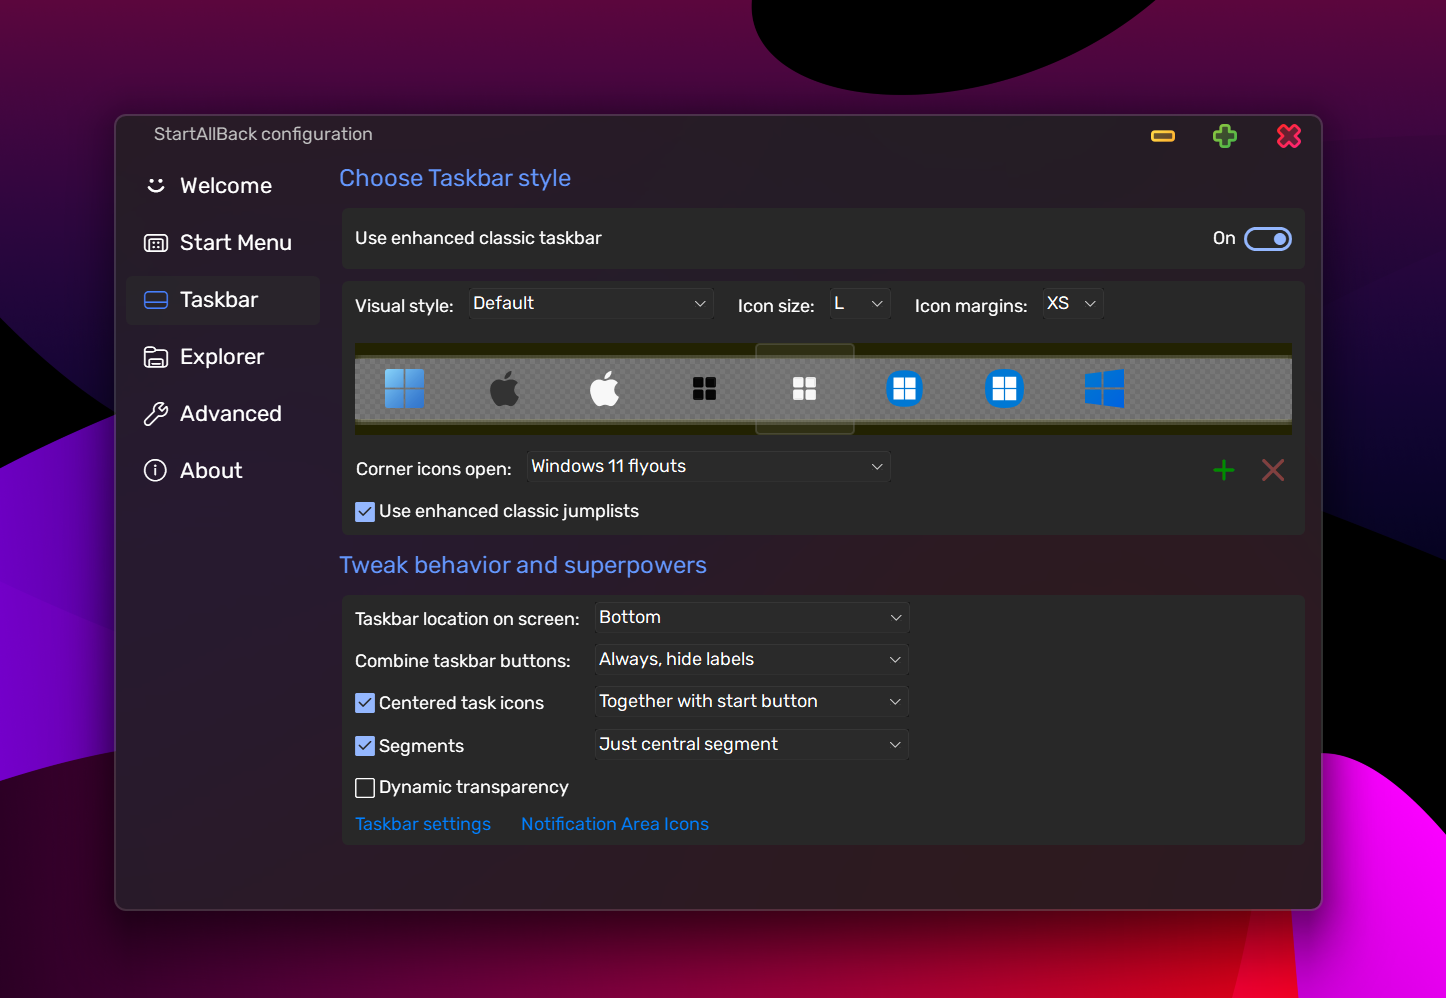 StartAllBack configuration
Welcome
Start Menu
Taskbar
Explorer
Advanced
About
Choose Taskbar style
Use enhanced classic taskbar On
Visual style: Default Icon size: L Icon margins: XS
Corner icons open: Windows 11 flyouts
Use enhanced classic jumplists
Tweak behavior and superpowers
Taskbar location on screen: Bottom
Combine taskbar buttons: Always, hide labels
Centered task icons Together with start button
Segments Just central segment
Dynamic transparency
Taskbar settings Notification Area Icons